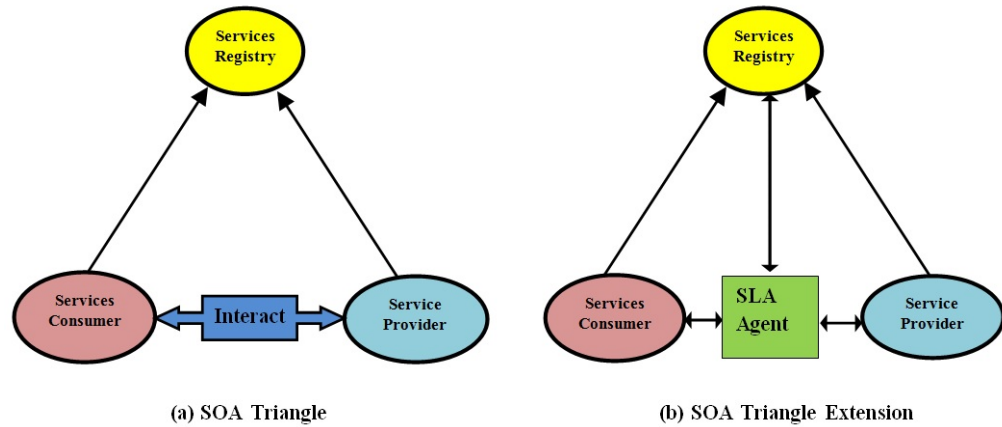 Services
Registry
Services
Consumer
Interact
Service
Provider
(a) SOA Triangle
Services
Registry
Services
Consumer
SLA
Agent
Service
Provider
(b) SOA Triangle Extension